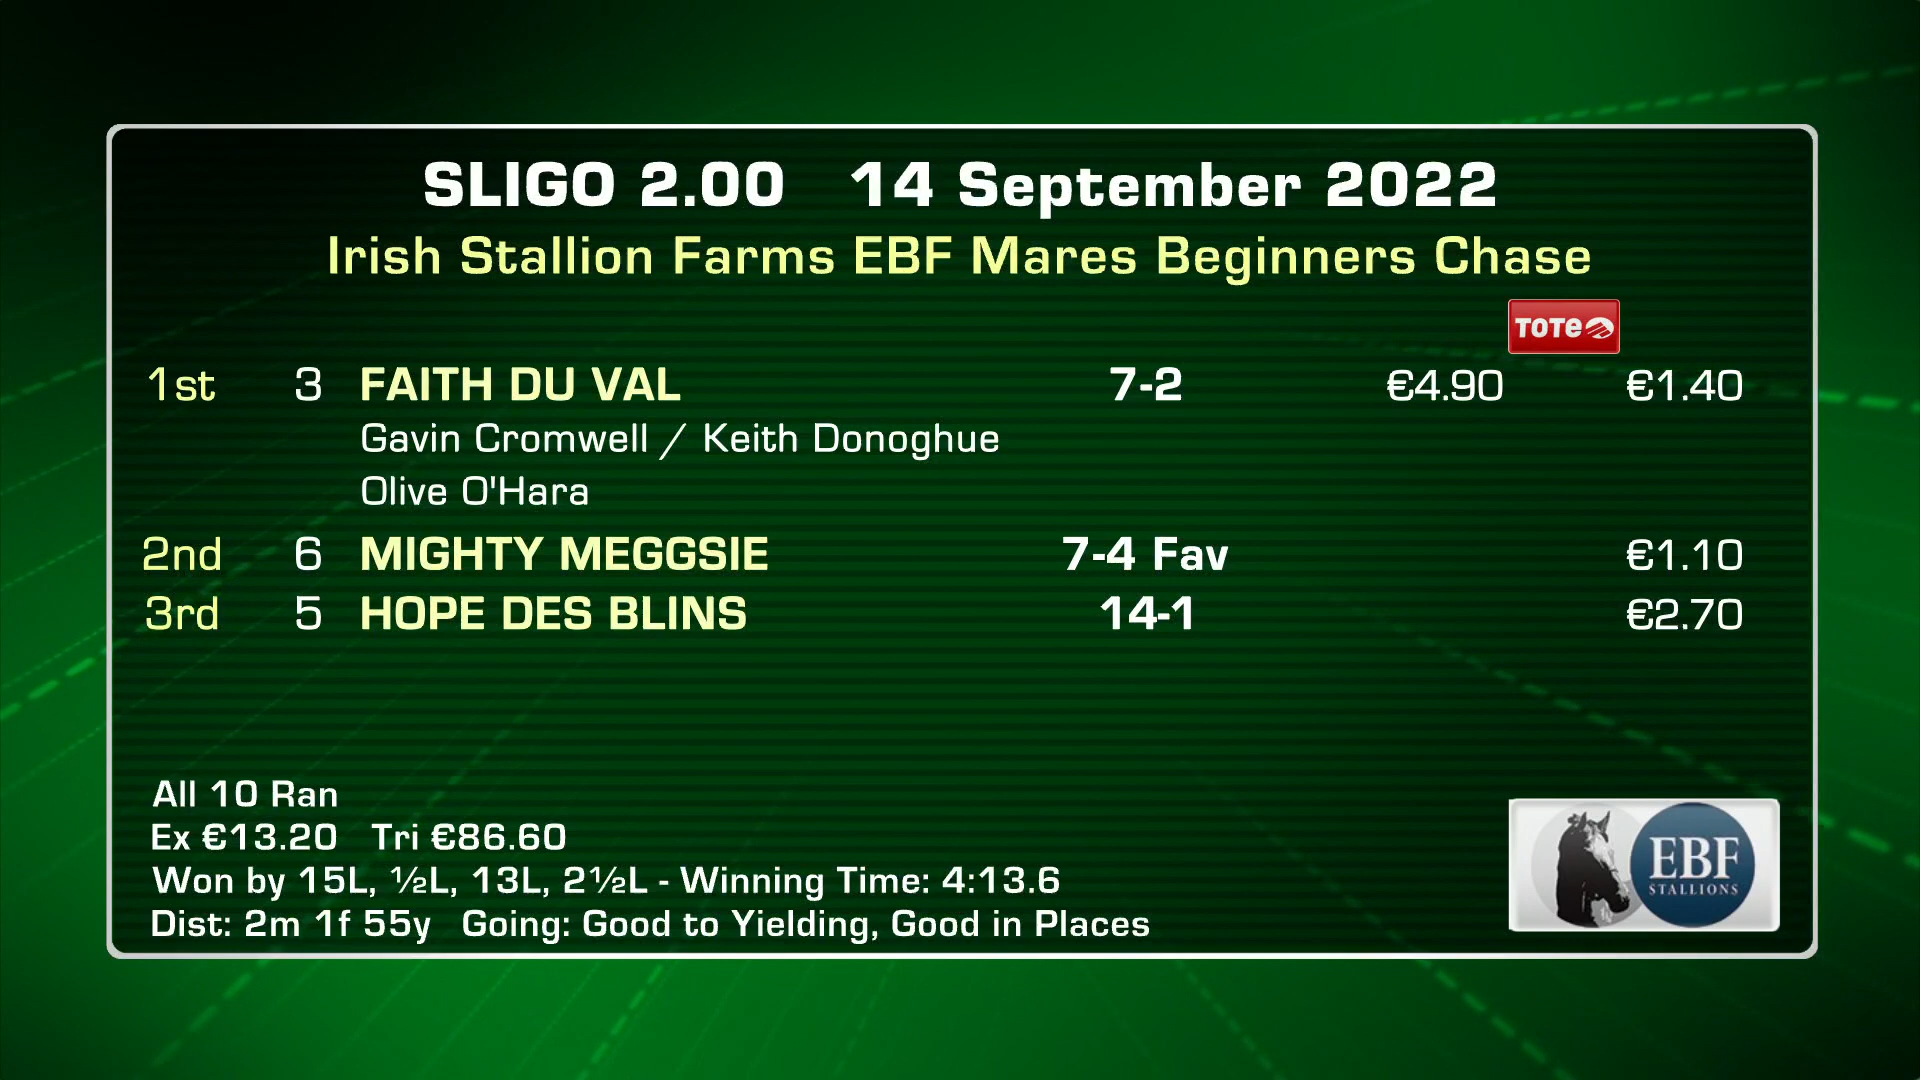 SLIGO 2.00 14 September 2022
Irish Stallion Farms EBF Mares Beginners Chase
TOTE
1st 3 FAITH DU VAL 7-2 €4.90 €1.40
Gavin Cromwell / Keith Donoghue
Olive O'Hara
2nd 6 MIGHTY MEGGSIE 7-4 Fav €1.10
3rd 5 HOPE DES BLINS 14-1 €2.70
All 10 Ran
Ex €13.20 Tri €86.60
Won by 15L, ½L, 13L, 2½L - Winning Time: 4:13.6
Dist: 2m 1f 55y Going: Good to Yielding, Good in Places
EBF
STALLIONS